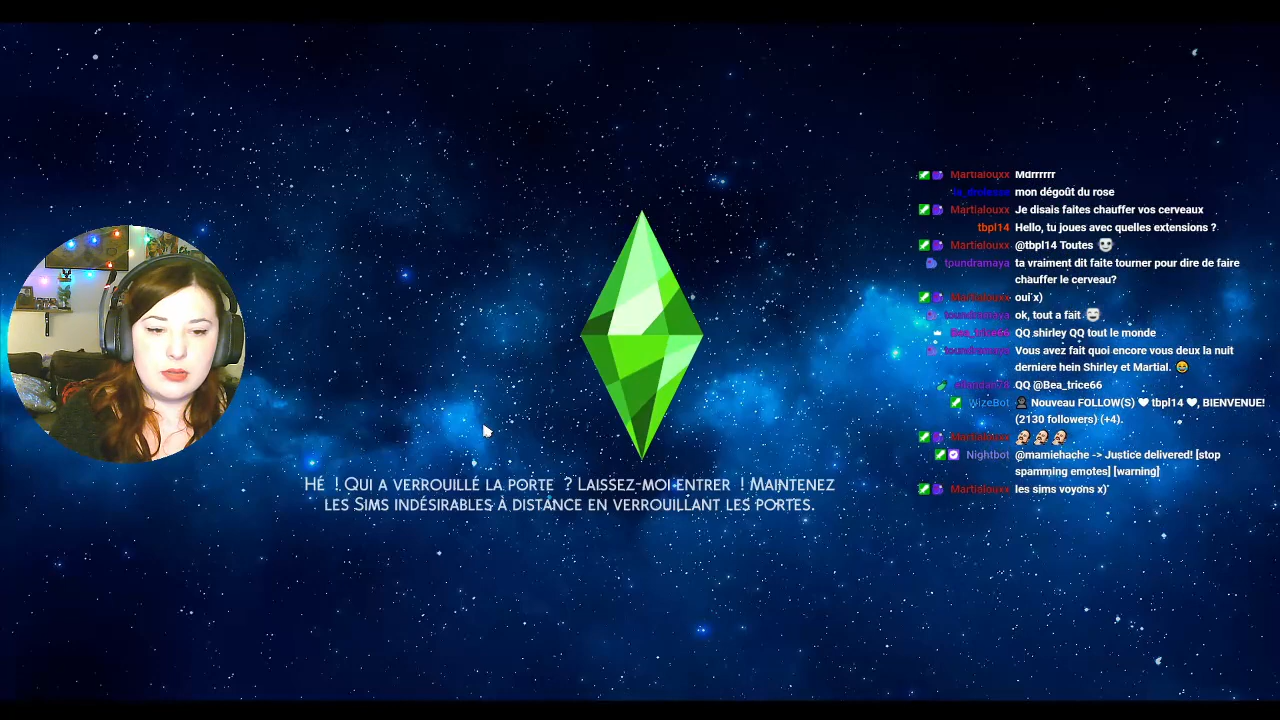 Martialouxx Mdrrrrrr
mon dégoût du rose
Martialouxx Je disais faites chauffer vos cerveaux
tbpl14 Hello, tu joues avec quelles extensions ?
Martialouxx @tbpl14 Toutes
toundramaya ta vraiment dit faite tourner pour dire de faire
chauffer le cerveau?
Martialouxx oui x)
toundramaya ok, tout a fait
Bea_trice66 QQ shirley QQ tout le monde
toundramaya Vous avez fait quoi encore vous deux la nuit
derniere hein Shirley et Martial.
QQ @Bea_trice66
WizeBot Nouveau FOLLOW(S) ♥ tbpl14 ♥, BIENVENUE!
(2130 followers) (+4).
Martialouxx
Nightbot @mamiehache -> Justice delivered! [stop
spamming emotes] [warning]
Martialouxx les sims voyons x)'
Hé ! Qui a verrouillé la porte ? Laissez-moi entrer ! Maintenez
les Sims indésirables à distance en verrouillant les portes.